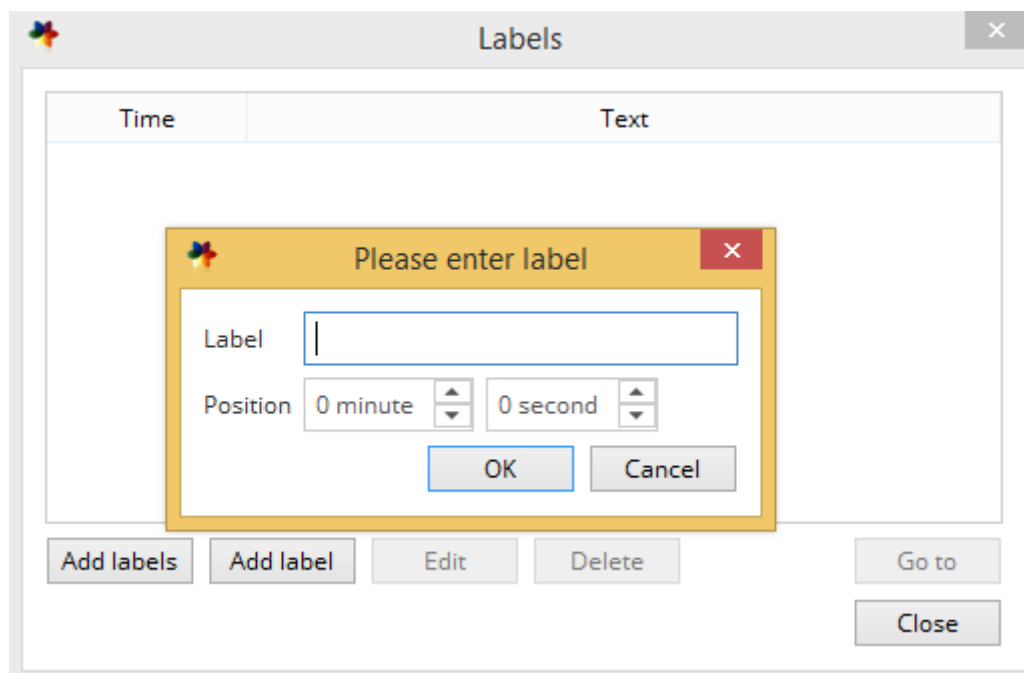 Labels
Time Text
Please enter label
Label
Position 0 minute 0 second
OK Cancel
Add labels Add label Edit Delete Go to
Close